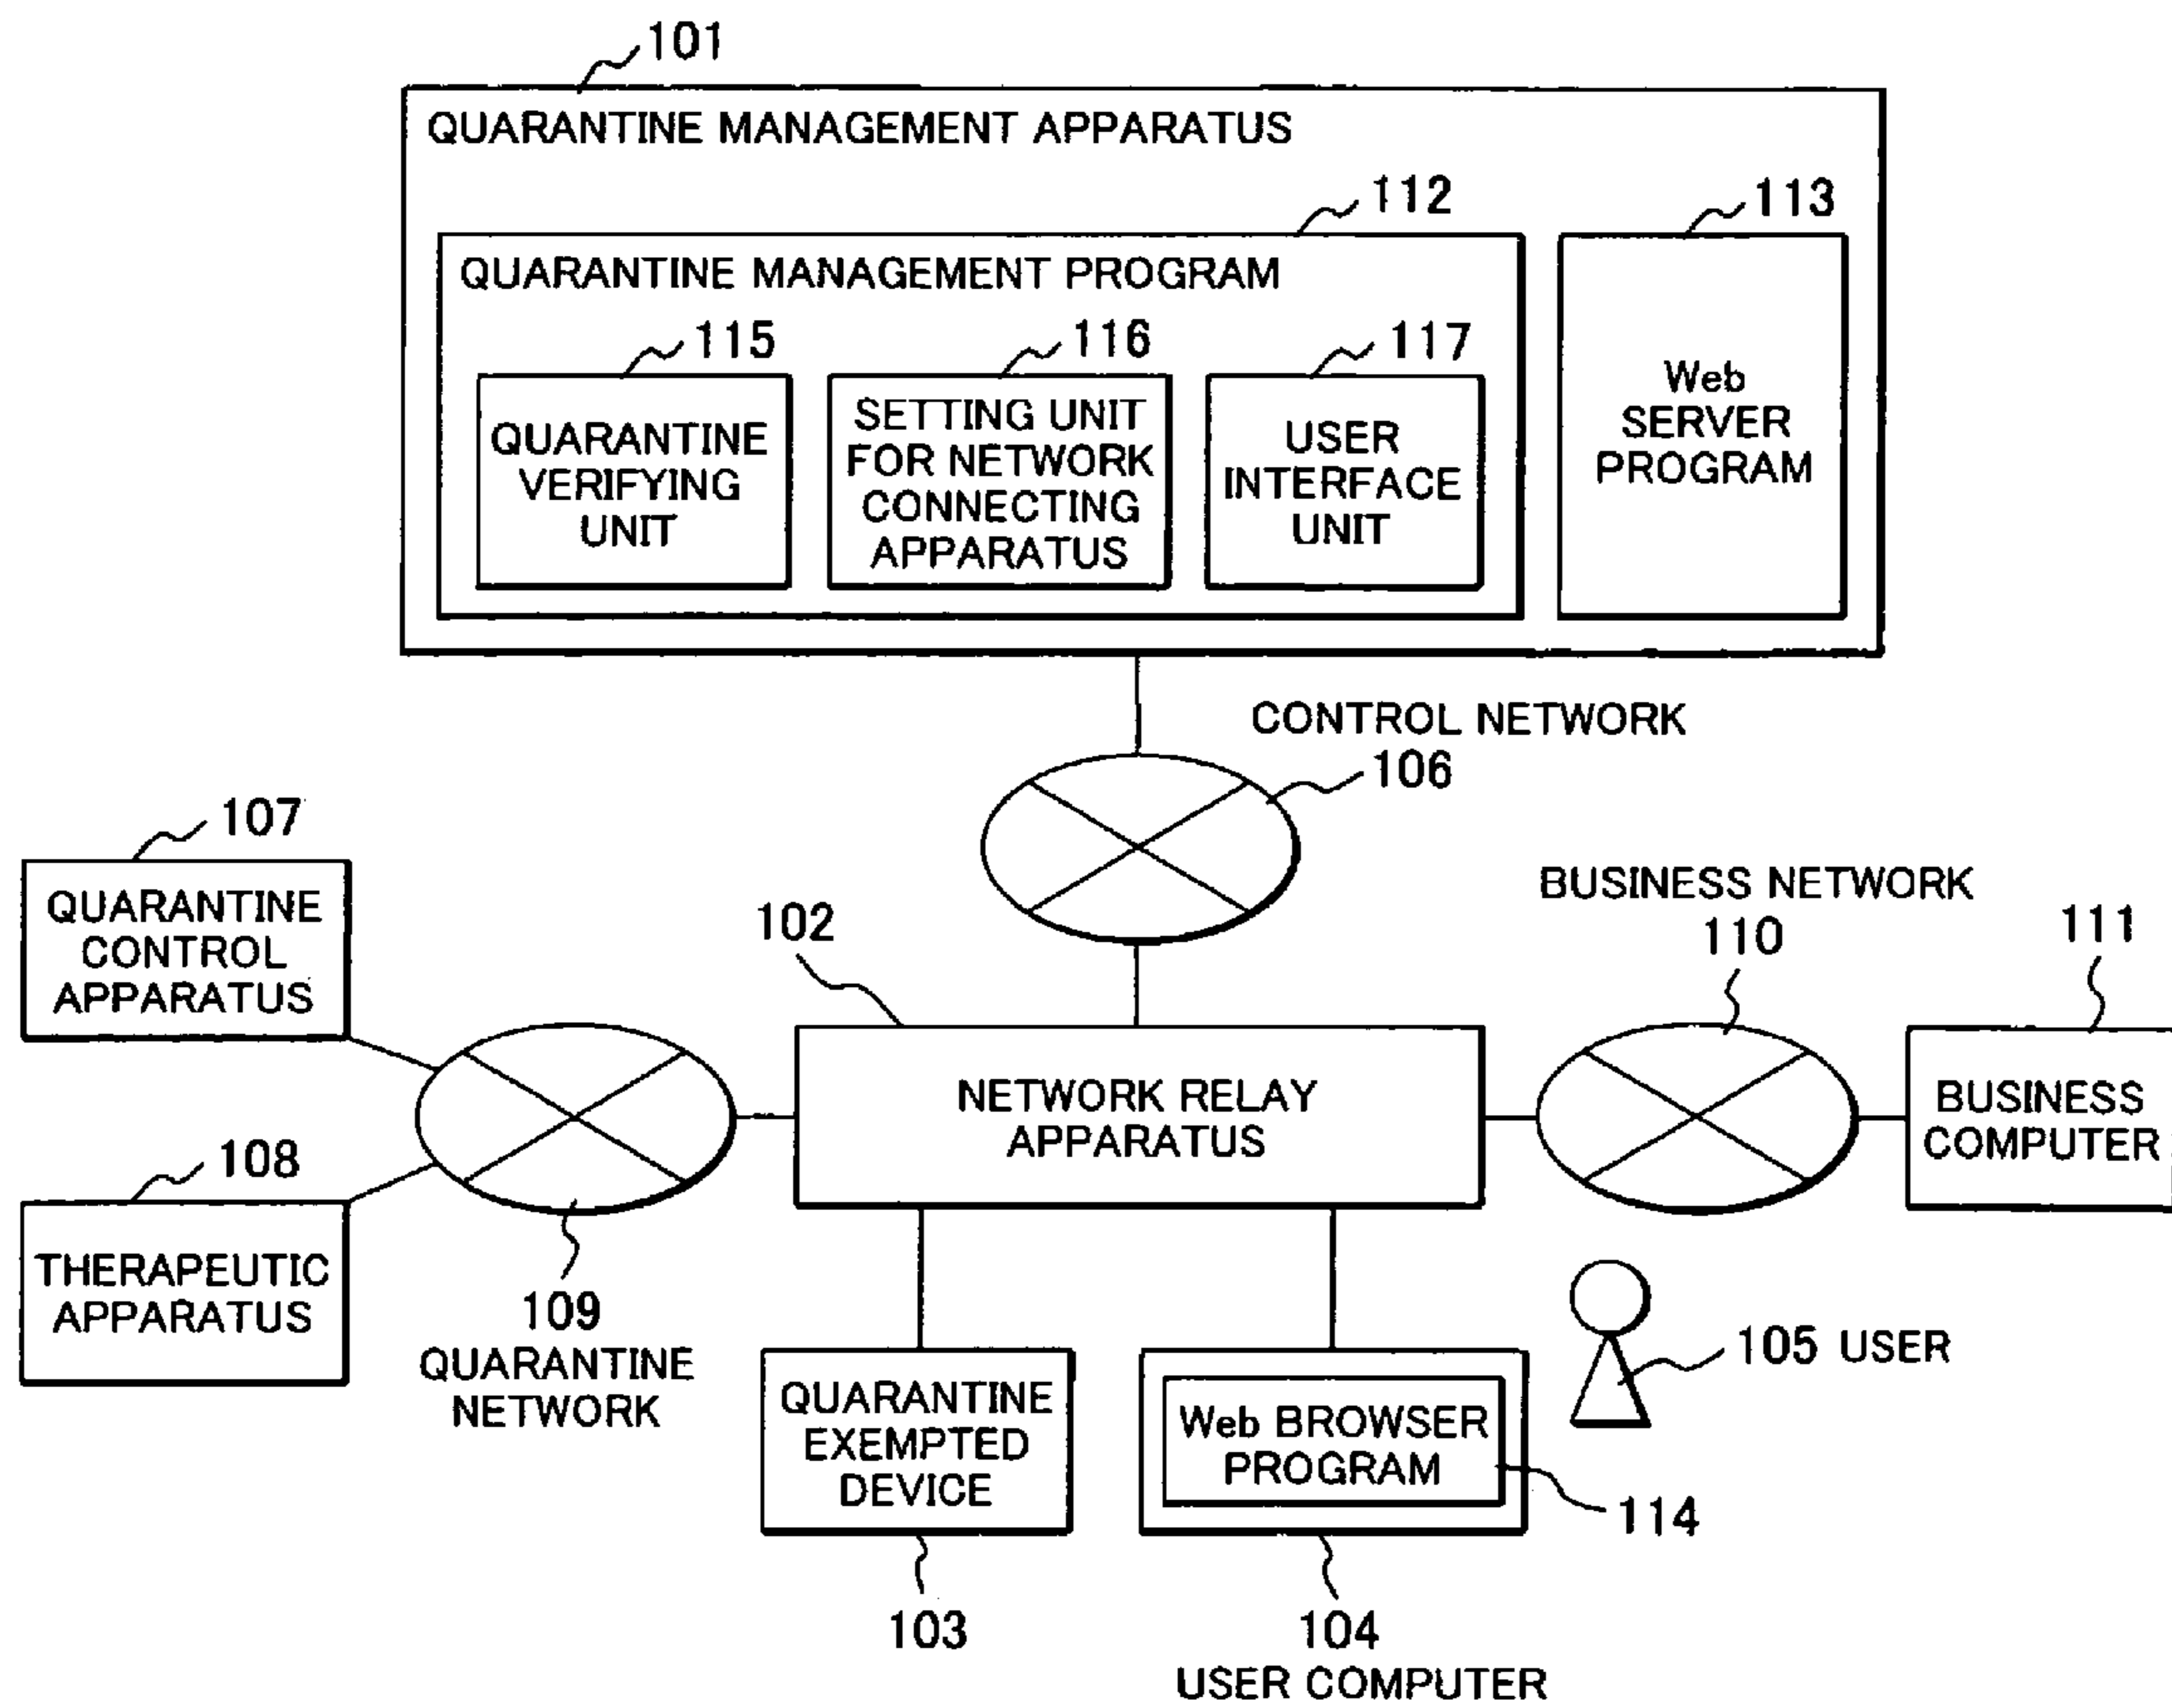 101
QUARANTINE MANAGEMENT APPARATUS
112
113
QUARANTINE MANAGEMENT PROGRAM
115
116
117
QUARANTINE
VERIFYING
UNIT
SETTING UNIT
FOR NETWORK
CONNECTING
APPARATUS
USER
INTERFACE
UNIT
Web
SERVER
PROGRAM
CONTROL NETWORK
106
107
QUARANTINE
CONTROL
APPARATUS
102
BUSINESS NETWORK
110
111
NETWORK RELAY
APPARATUS
BUSINESS
COMPUTER
108
THERAPEUTIC
APPARATUS
109
QUARANTINE
NETWORK
QUARANTINE
EXEMPTED
DEVICE
Web BROWSER
PROGRAM
105 USER
114
103
104
USER COMPUTER